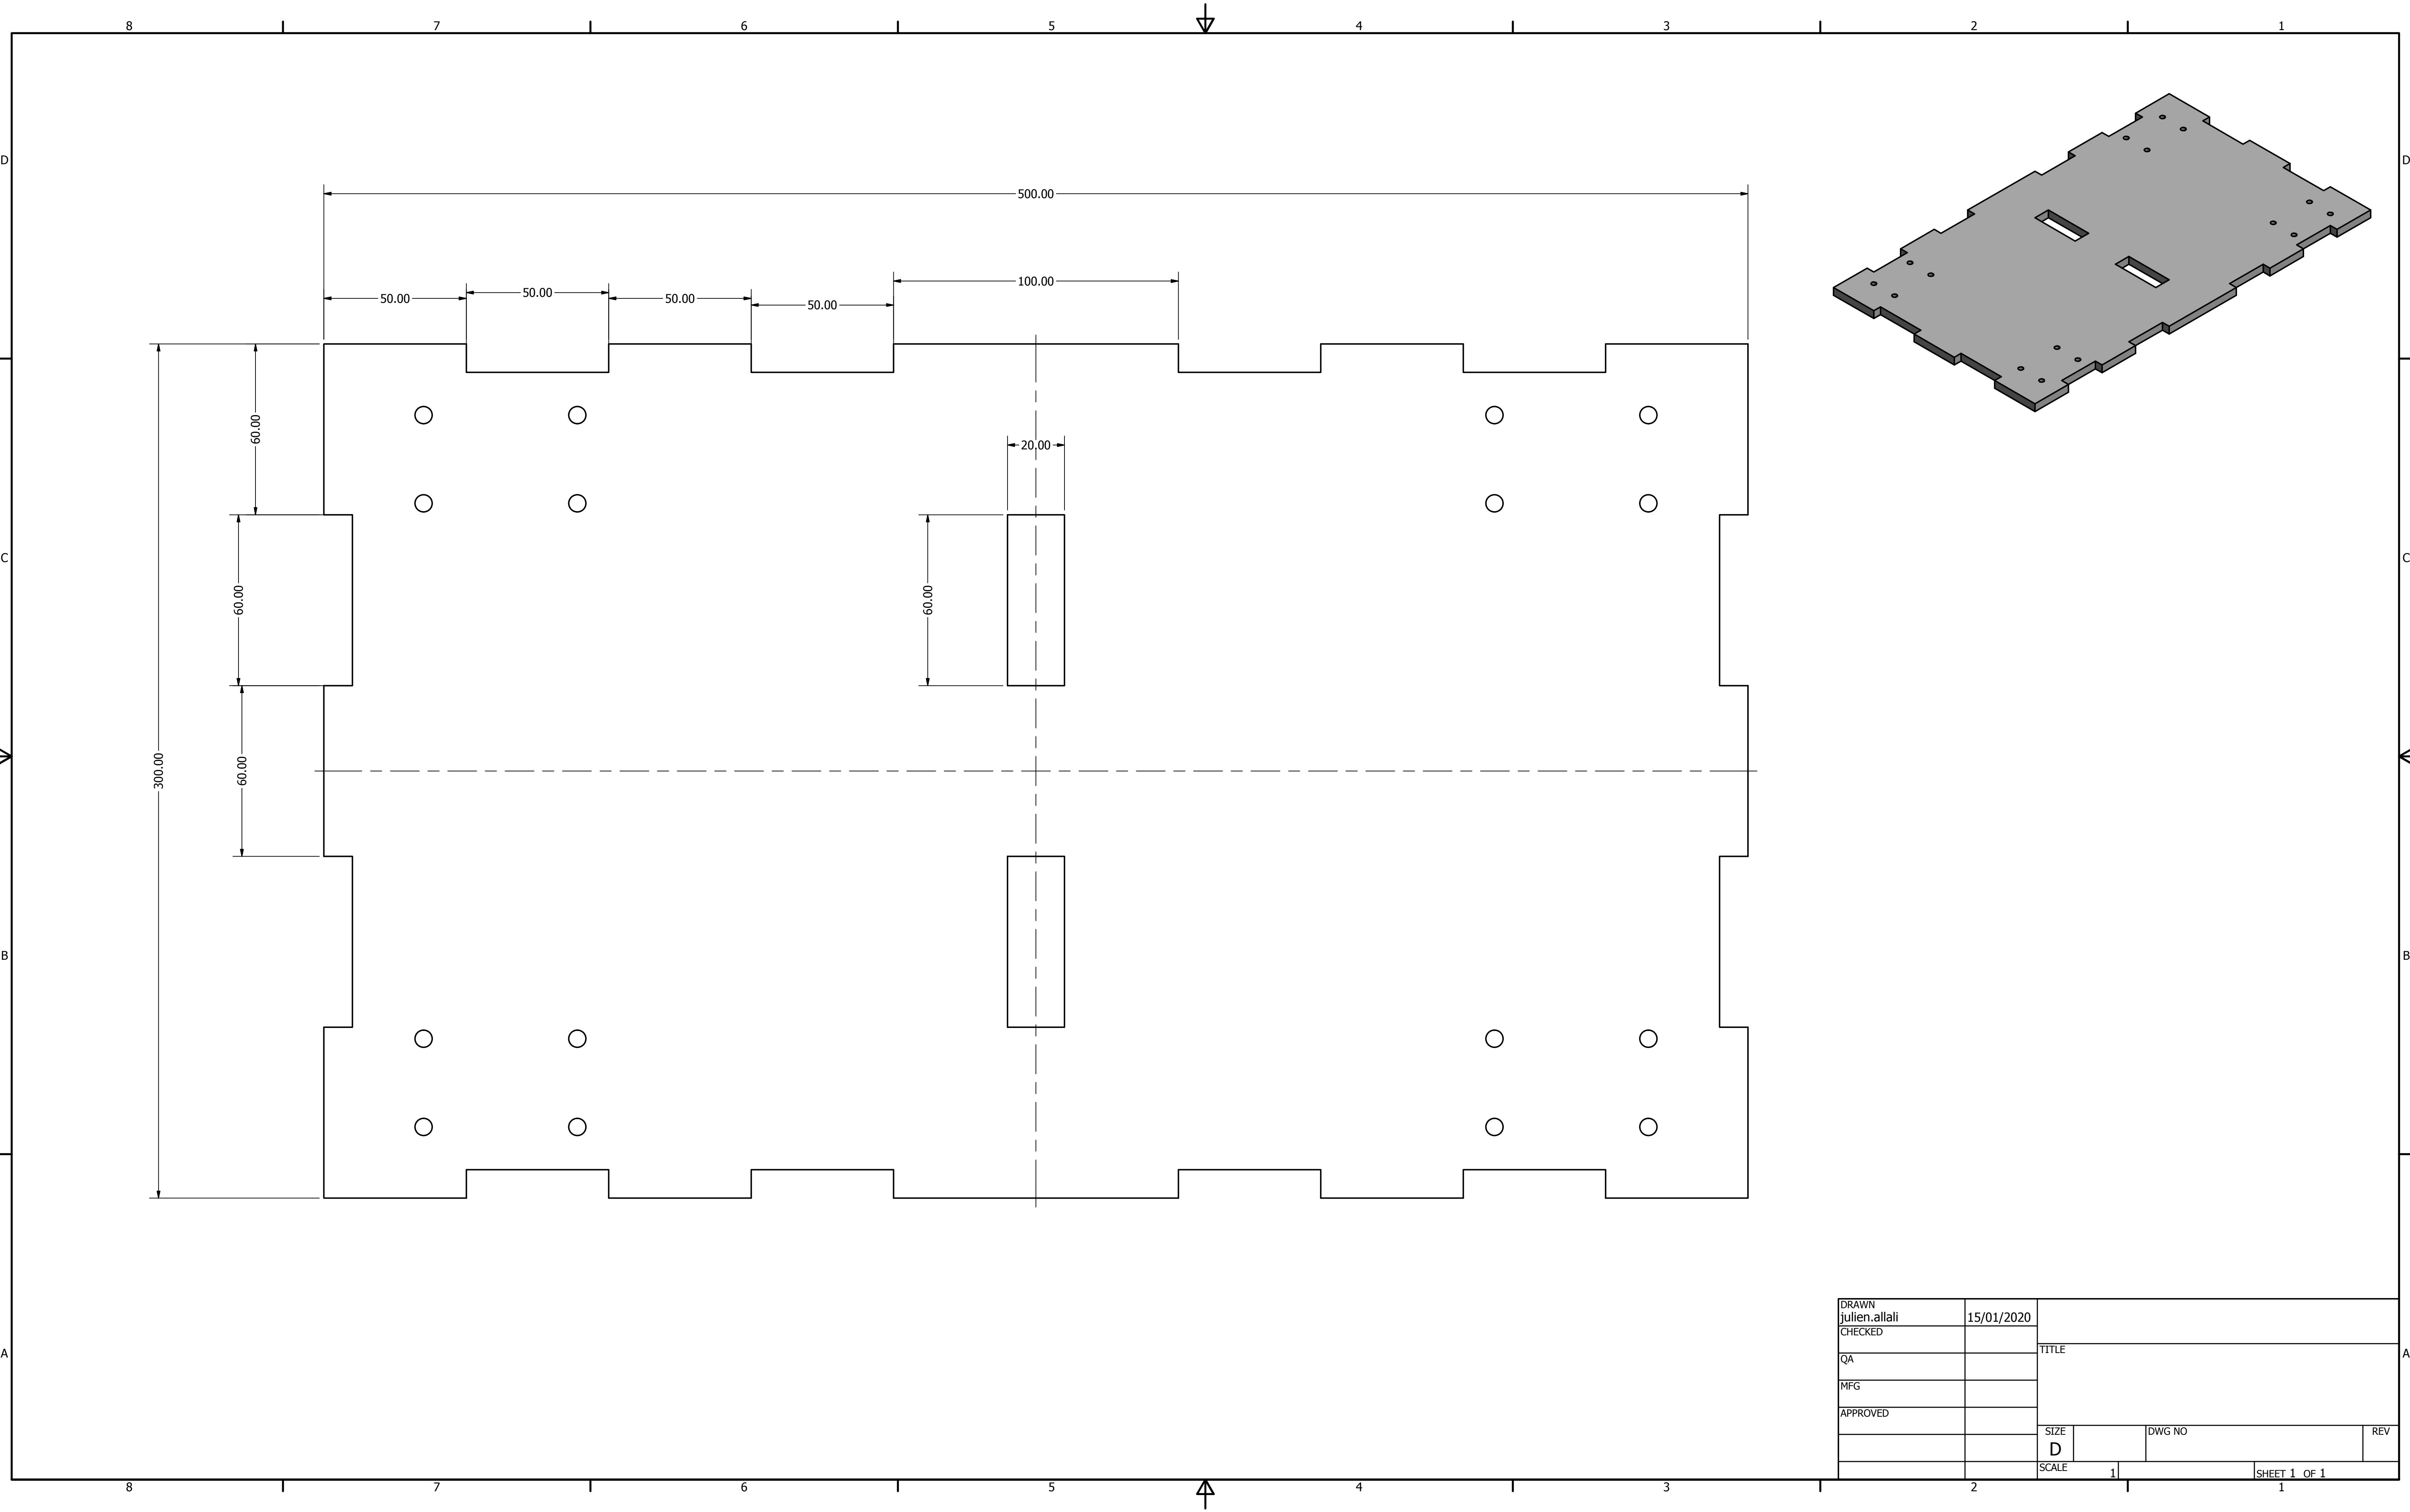 8 7 6 5 4 3 2 1
D D
500.00
100.00
50.00 50.00 50.00 50.00
60.00
20.00
C C
60.00 60.00
300.00
60.00
B B
A A
DRAWN
julien.allali 15/01/2020
CHECKED
TITLE
QA
MFG
APPROVED
SIZE DWG NO REV
D
SCALE 1 SHEET 1 OF 1
8 7 6 5 4 3 2 1